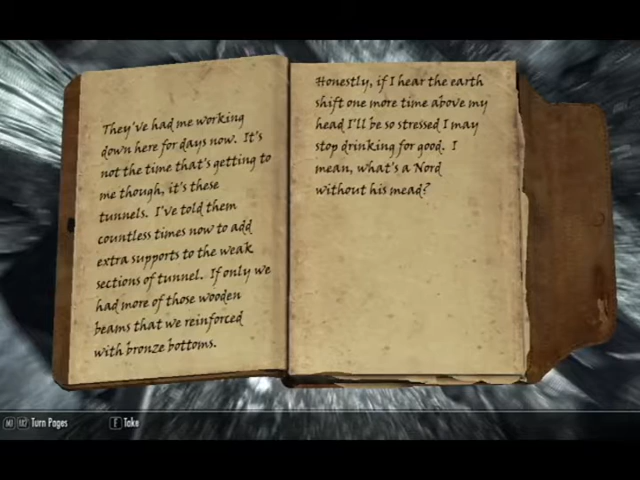 They've had me working
down here for days now. It's
not the time that's getting to
me though, it's these
tunnels. I've told them
countless times now to add
extra supports to the weak
sections of tunnel. If only we
had more of those wooden
beams that we reinforced
with bronze bottoms.
Honestly, if I hear the earth
shift one more time above my
head I'll be so stressed I may
stop drinking for good. I
mean, what's a Nord
without his mead?
Turn Pages E Take